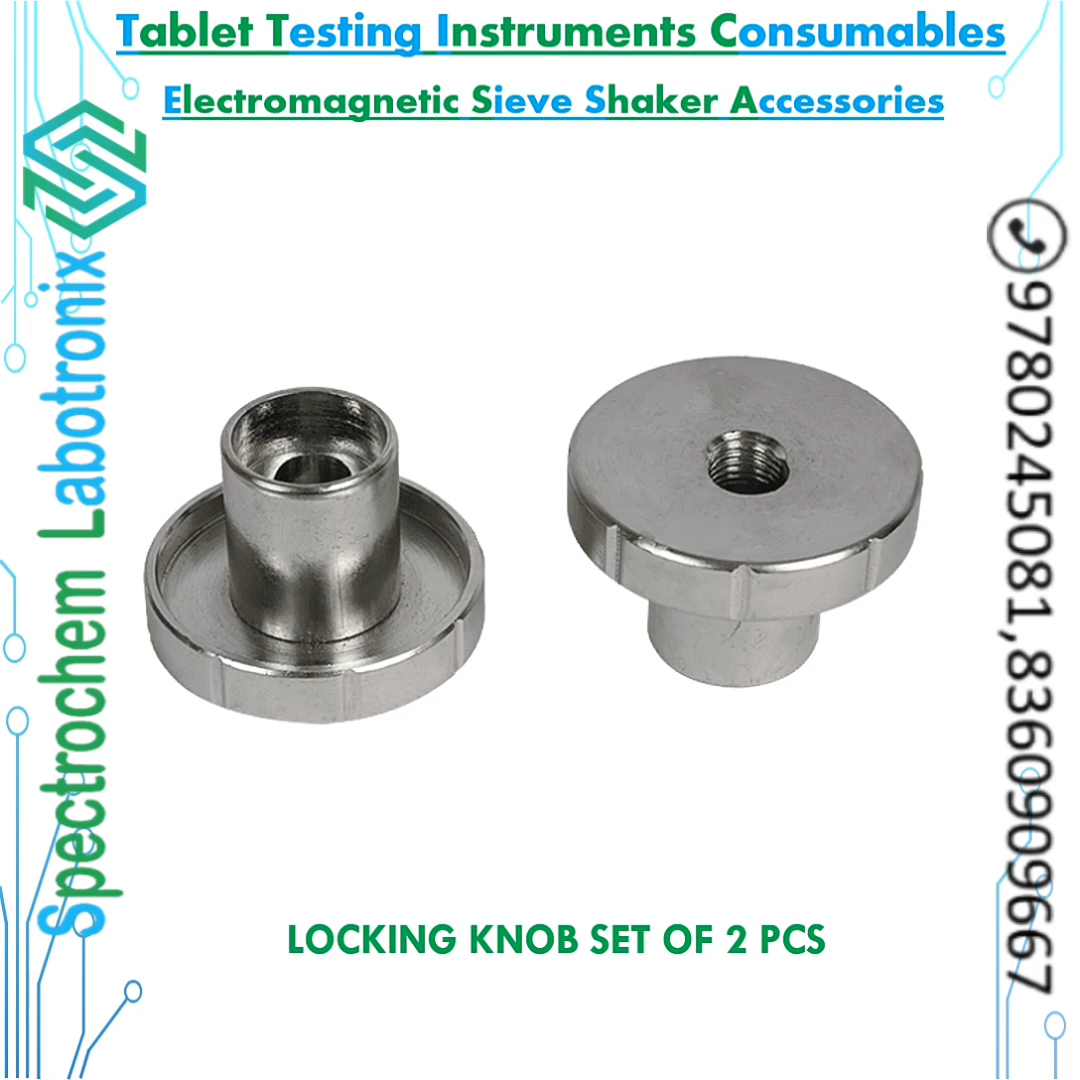 Tablet Testing Instruments Consumables
Electromagnetic Sieve Shaker Accessories
Spectrochem Labotronix
9780245081,8360909667
LOCKING KNOB SET OF 2 PCS